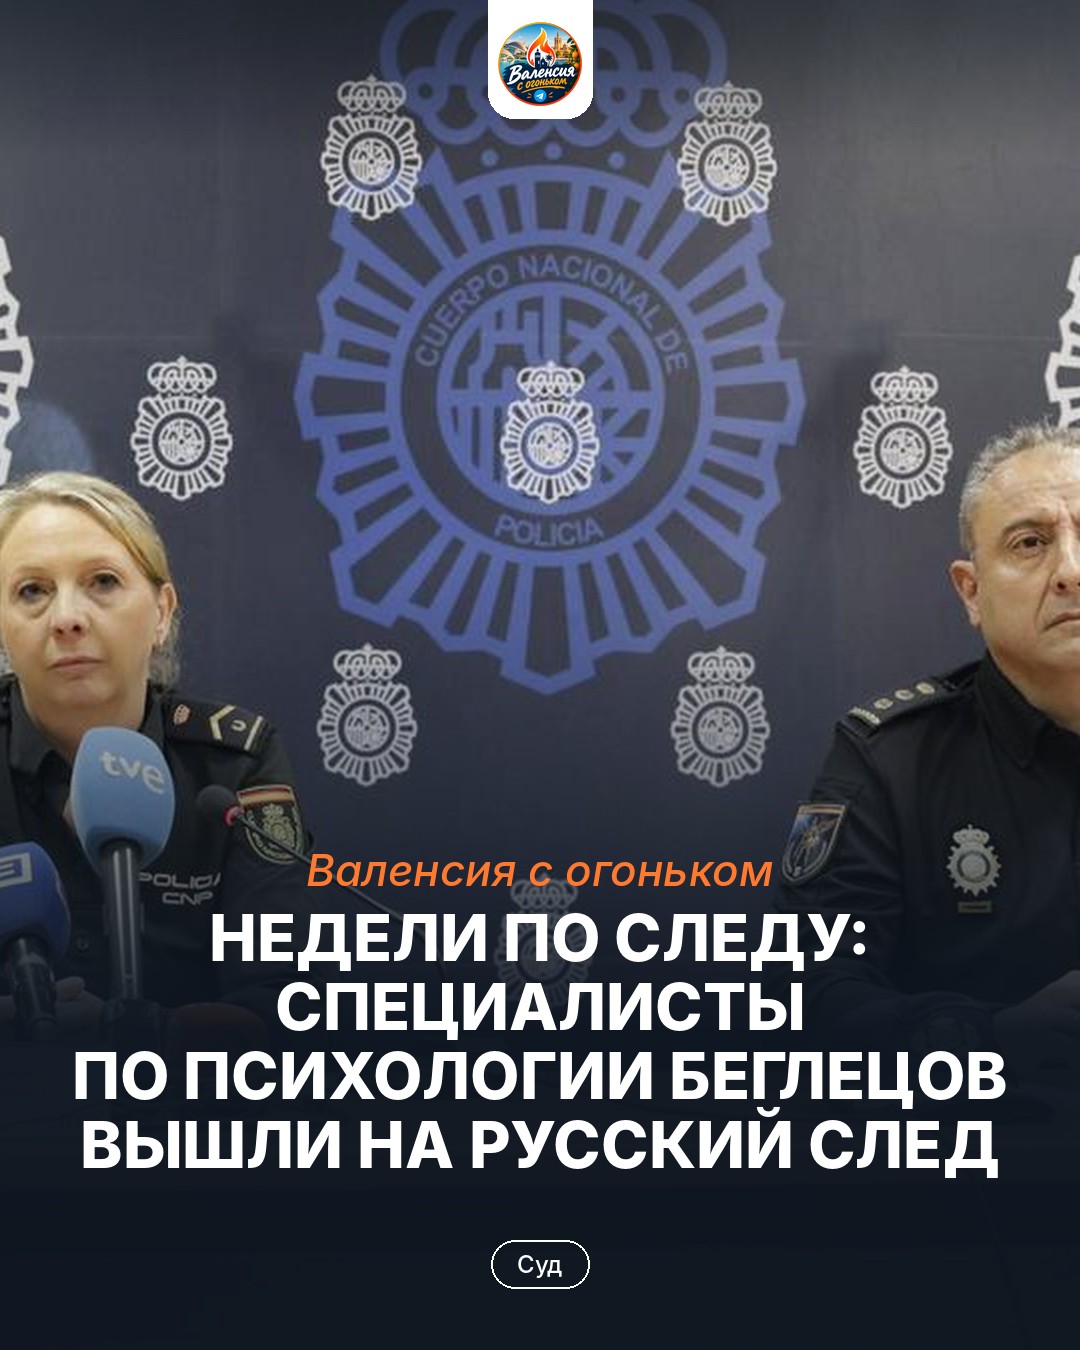 Валенсия
с огоньком
CUERPO NACIONAL DE
POLICIA
tve
POLICIA
CNP
Валенсия с огоньком
НЕДЕЛИ ПО СЛЕДУ:
СПЕЦИАЛИСТЫ
ПО ПСИХОЛОГИИ БЕГЛЕЦОВ
ВЫШЛИ НА РУССКИЙ СЛЕД
Суд